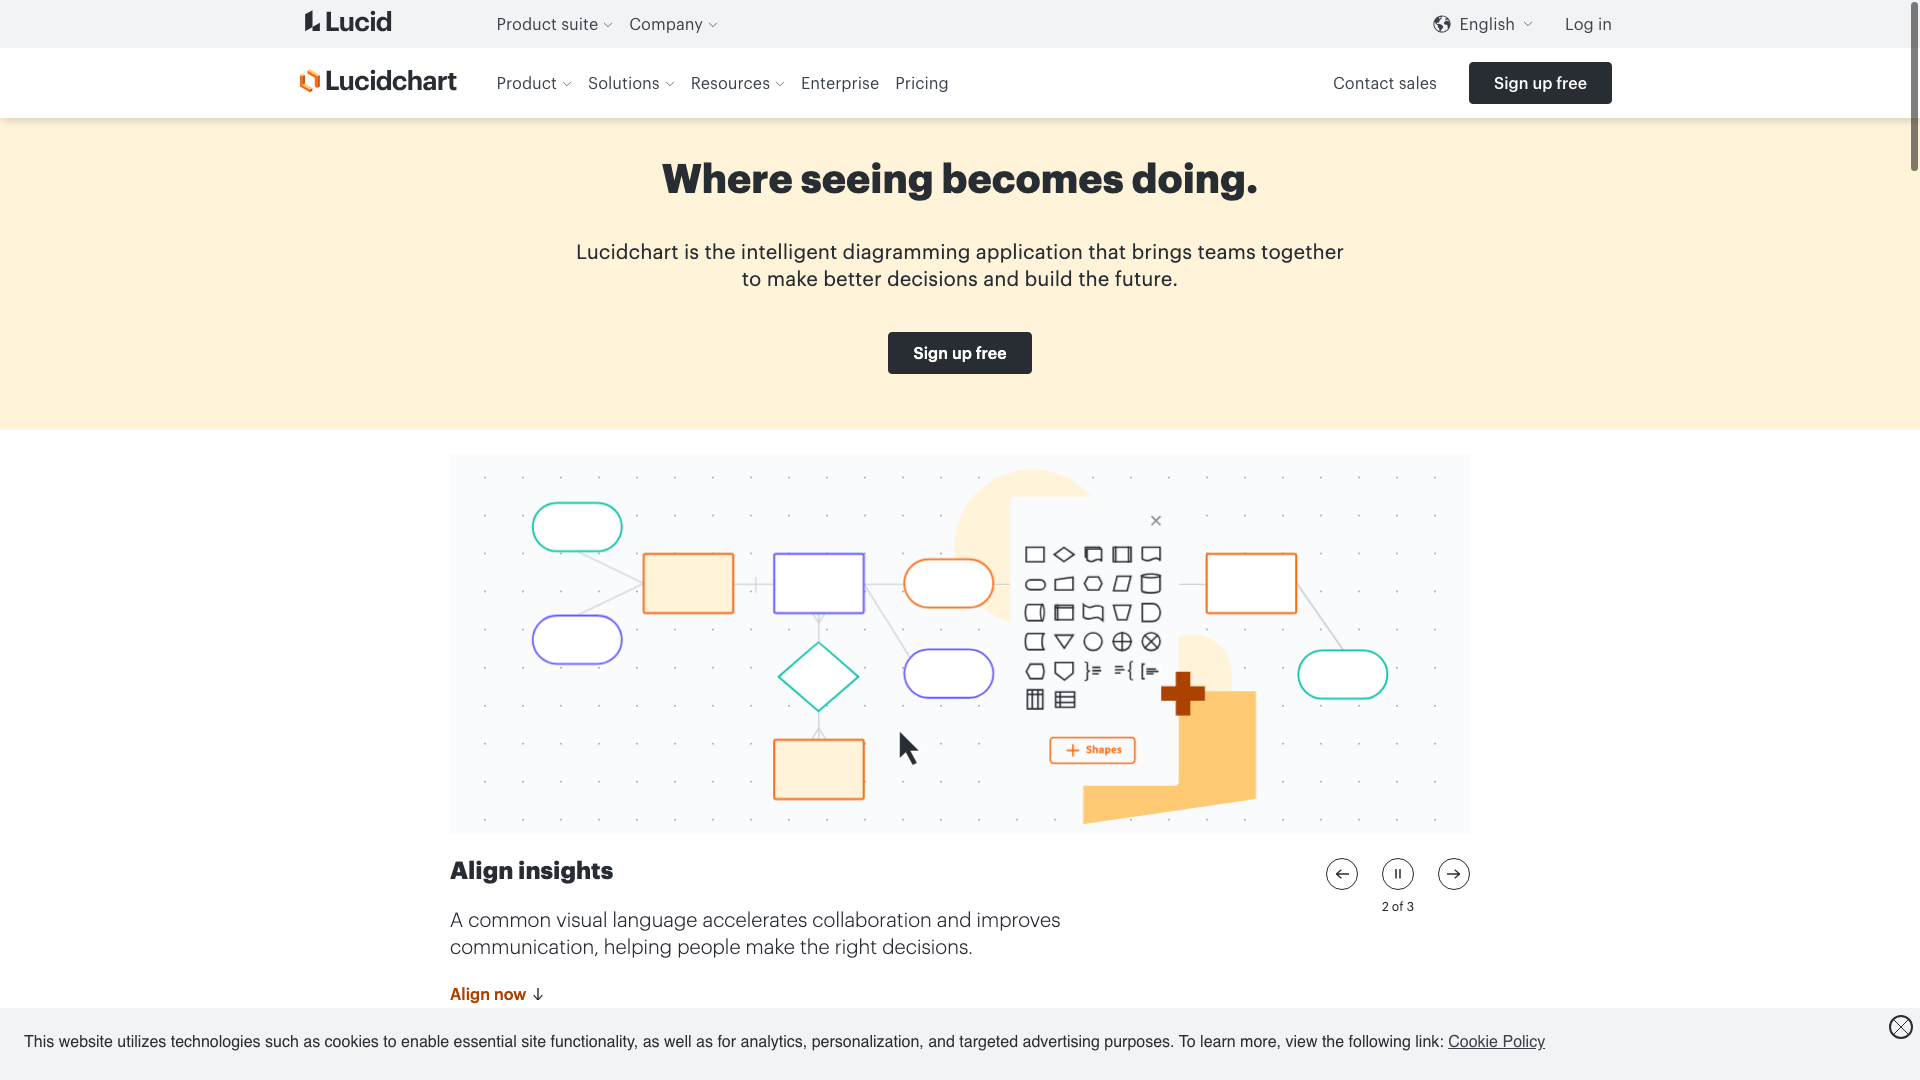 Lucid
Product suite
Company
English
Log in
Lucidchart
Product
Solutions
Resources
Enterprise
Pricing
Contact sales
Sign up free
Where seeing becomes doing.
Lucidchart is the intelligent diagramming application that brings teams together
to make better decisions and build the future.
Sign up free
Shapes
Align insights
2 of 3
A common visual language accelerates collaboration and improves
communication, helping people make the right decisions.
Align now
This website utilizes technologies such as cookies to enable essential site functionality, as well as for analytics, personalization, and targeted advertising purposes. To learn more, view the following link: Cookie Policy